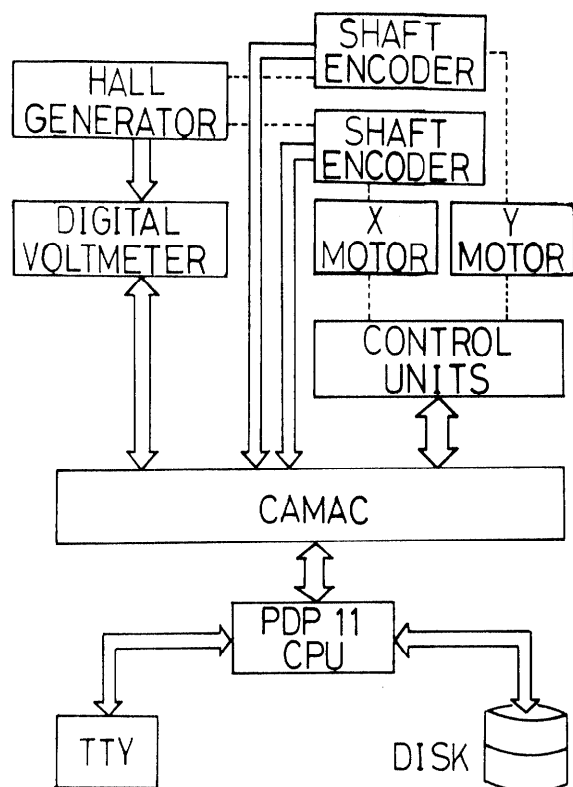 SHAFT
ENCODER
HALL
GENERATOR
SHAFT
ENCODER
DIGITAL
VOLTMETER
X
MOTOR
Y
MOTOR
CONTROL
UNITS
CAMAC
PDP 11
CPU
TTY
DISK